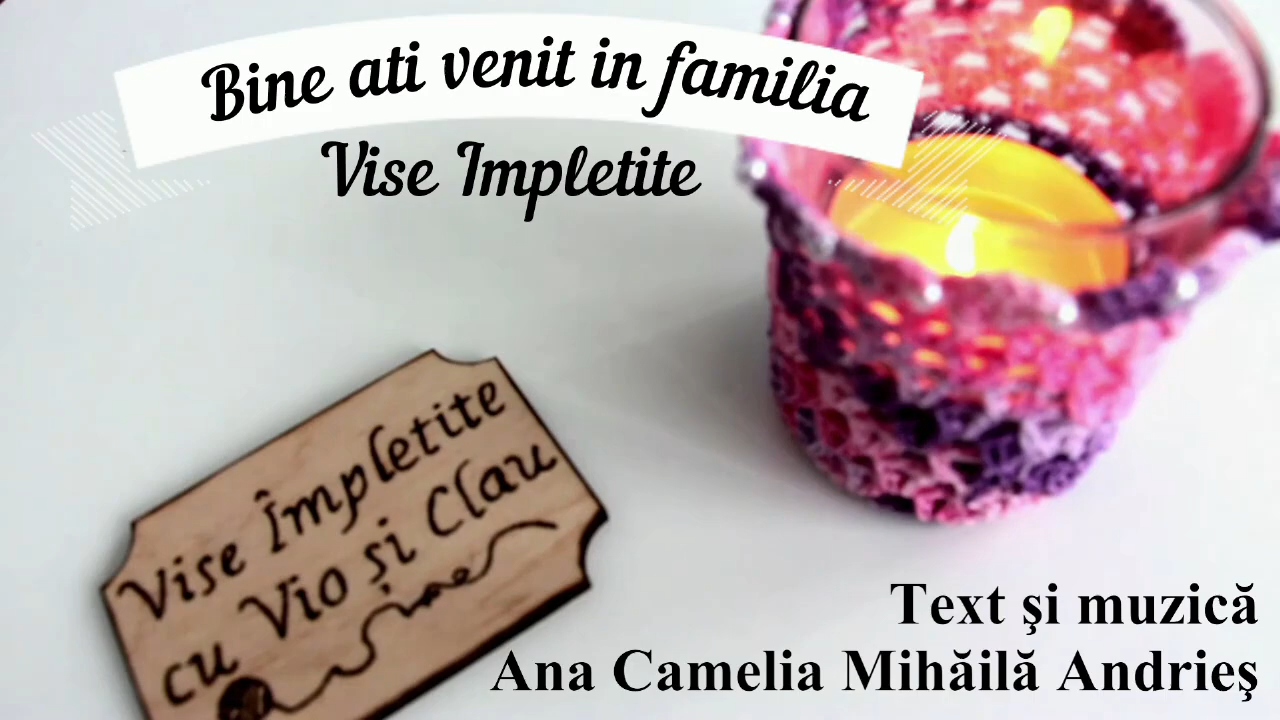 Bine ati venit in familia
Vise Impletite
Vise Împletite
cu Vio și Clau
Text şi muzică
Ana Camelia Mihăilă Andrieş